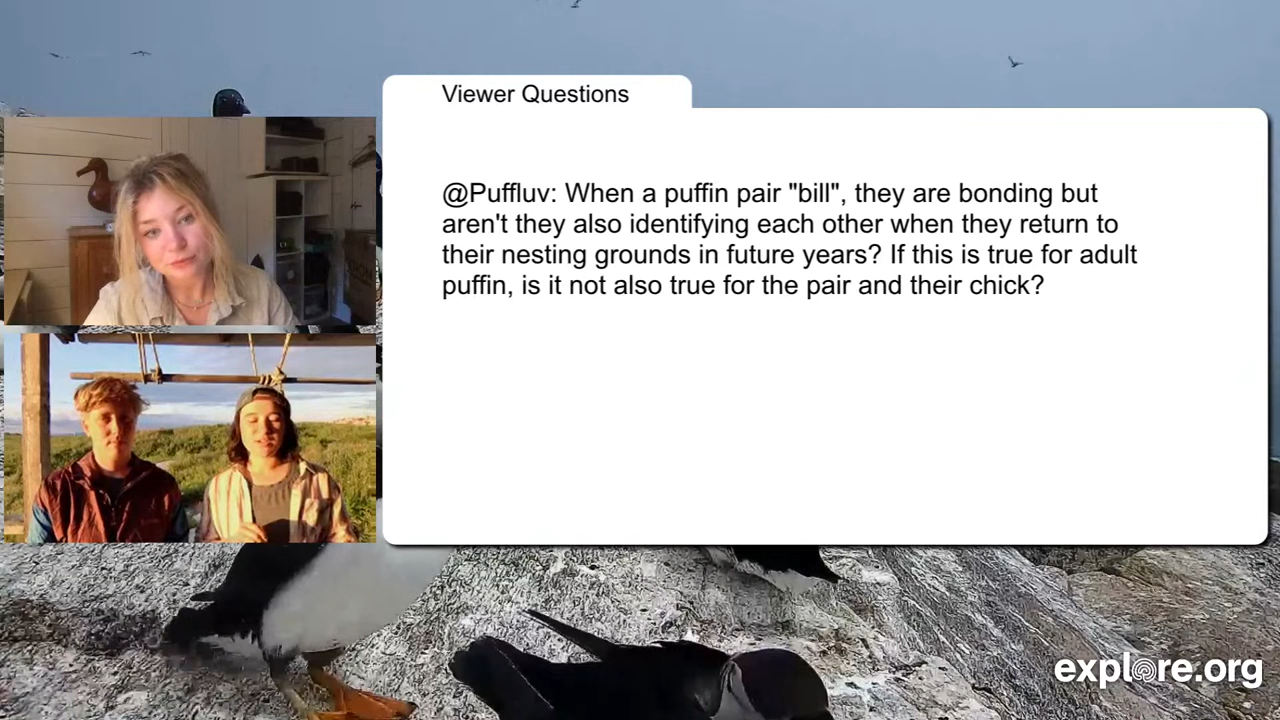 Viewer Questions
@Puffluv: When a puffin pair "bill", they are bonding but
aren't they also identifying each other when they return to
their nesting grounds in future years? If this is true for adult
puffin, is it not also true for the pair and their chick?
explore.org